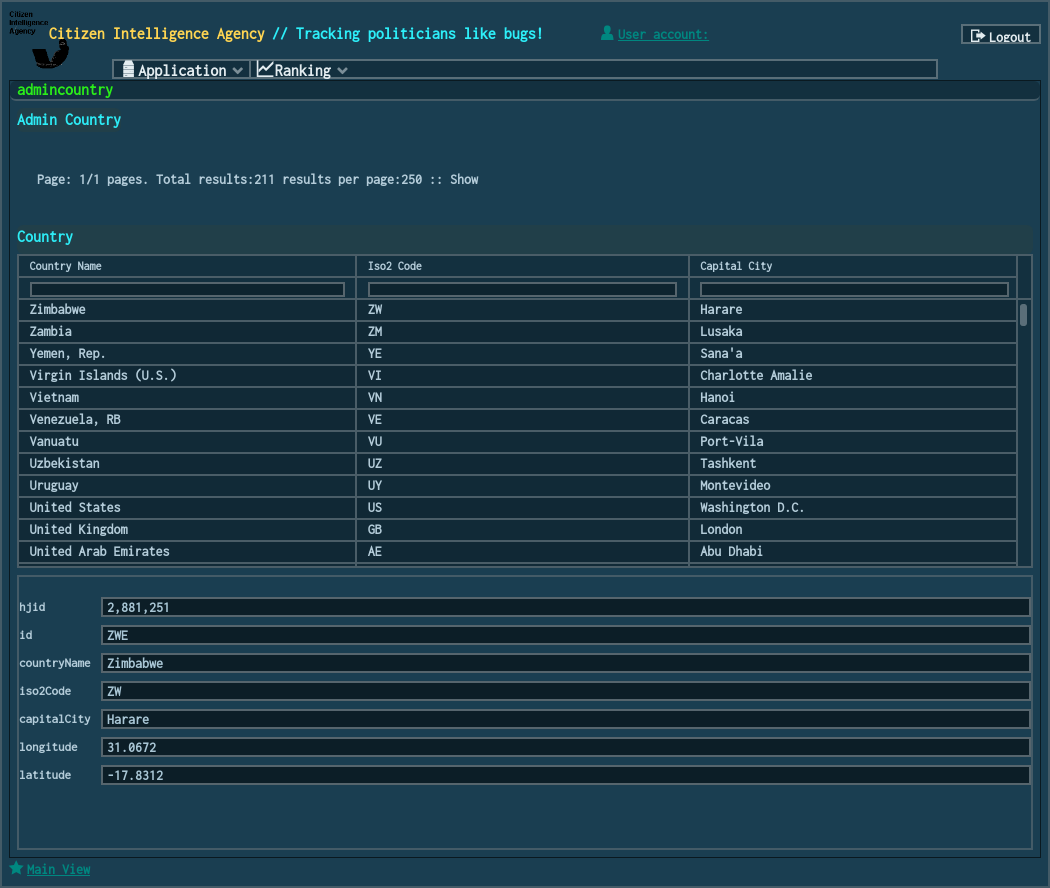 Citizen
Intelligence
Agency
Citizen Intelligence Agency // Tracking politicians like bugs!
User account:
Logout
Application
Ranking
admincountry
Admin Country
Page: 1/1 pages. Total results:211 results per page:250 :: Show
Country
Country Name Iso2 Code Capital City
Zimbabwe ZW Harare
Zambia ZM Lusaka
Yemen, Rep. YE Sana'a
Virgin Islands (U.S.) VI Charlotte Amalie
Vietnam VN Hanoi
Venezuela, RB VE Caracas
Vanuatu VU Port-Vila
Uzbekistan UZ Tashkent
Uruguay UY Montevideo
United States US Washington D.C.
United Kingdom GB London
United Arab Emirates AE Abu Dhabi
hjid 2,881,251
id ZWE
countryName Zimbabwe
iso2Code ZW
capitalCity Harare
longitude 31.0672
latitude -17.8312
Main View